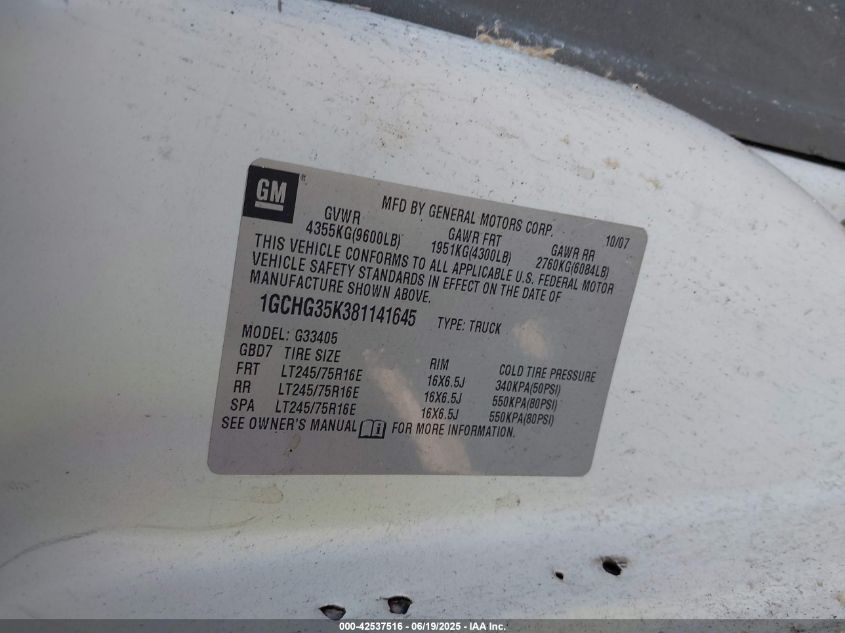 GM
MFD BY GENERAL MOTORS CORP. 10/07
GVWR GAWR FRT GAWR RR
4355KG(9600LB) 1951KG(4300LB) 2760KG(6084LB)
THIS VEHICLE CONFORMS TO ALL APPLICABLE U.S. FEDERAL MOTOR
VEHICLE SAFETY STANDARDS IN EFFECT ON THE DATE OF
MANUFACTURE SHOWN ABOVE.
1GCHG35K381141645 TYPE: TRUCK
MODEL: G33405
GBD7 TIRE SIZE RIM COLD TIRE PRESSURE
FRT LT245/75R16E 16X6.5J 340KPA(50PSI)
RR LT245/75R16E 16X6.5J 550KPA(80PSI)
SPA LT245/75R16E 16X6.5J 550KPA(80PSI)
SEE OWNER'S MANUAL FOR MORE INFORMATION.
000-42537516 - 06/19/2025 - IAA Inc.